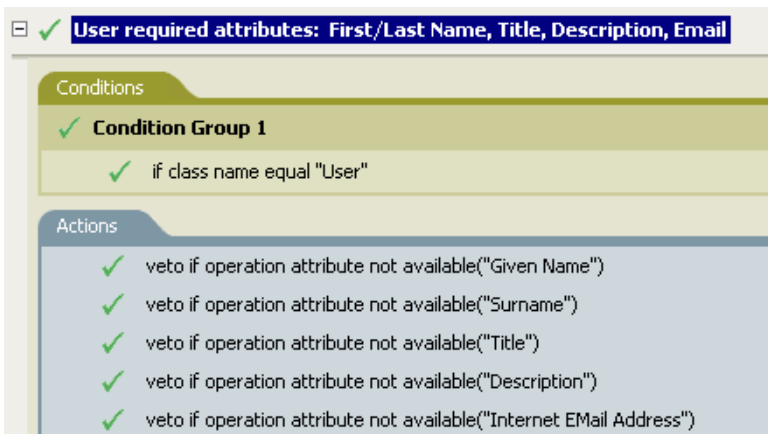 User required attributes: First/Last Name, Title, Description, Email
Conditions
Condition Group 1
if class name equal "User"
Actions
veto if operation attribute not available("Given Name")
veto if operation attribute not available("Surname")
veto if operation attribute not available("Title")
veto if operation attribute not available("Description")
veto if operation attribute not available("Internet EMail Address")